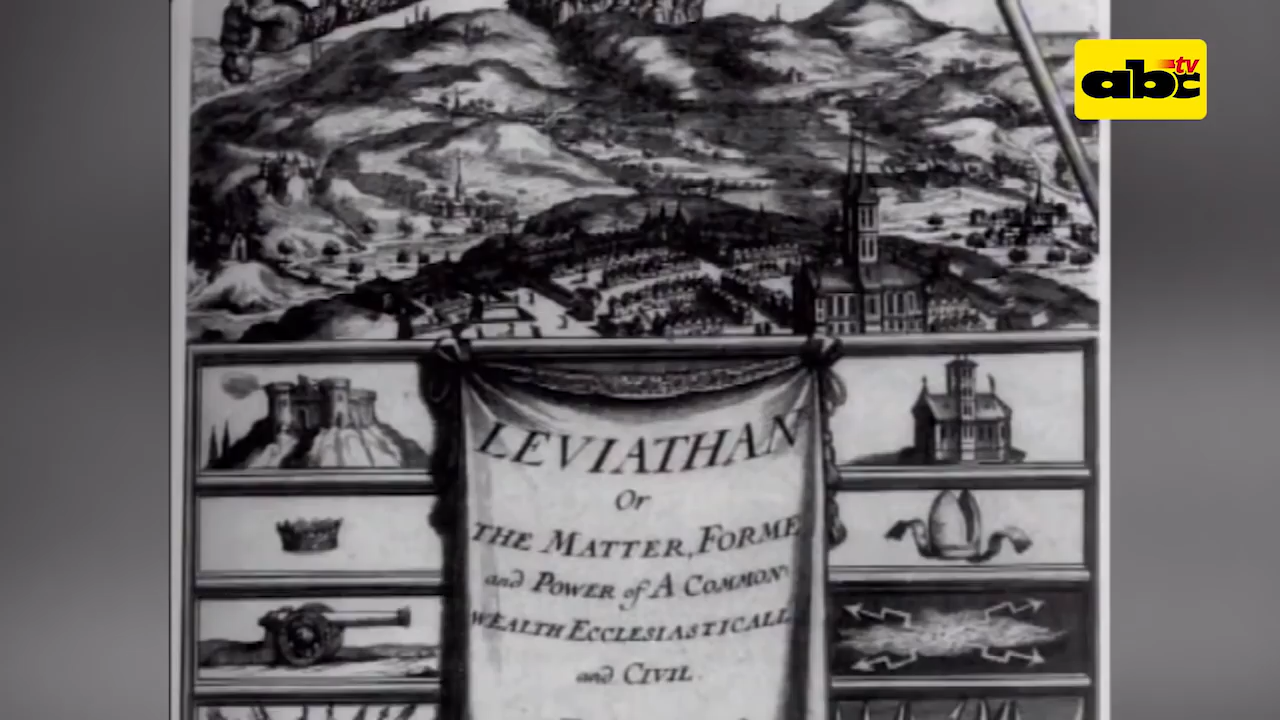 abc tv
LEVIATHAN
Or
THE MATTER, FORME
and POWER of A COMMON-
WEALTH ECCLESIASTICALL
and CIVIL.